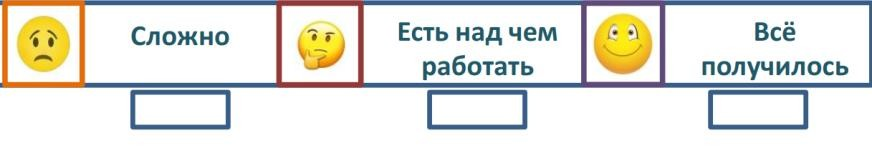 Сложно
Есть над чем
работать
Всё
получилось